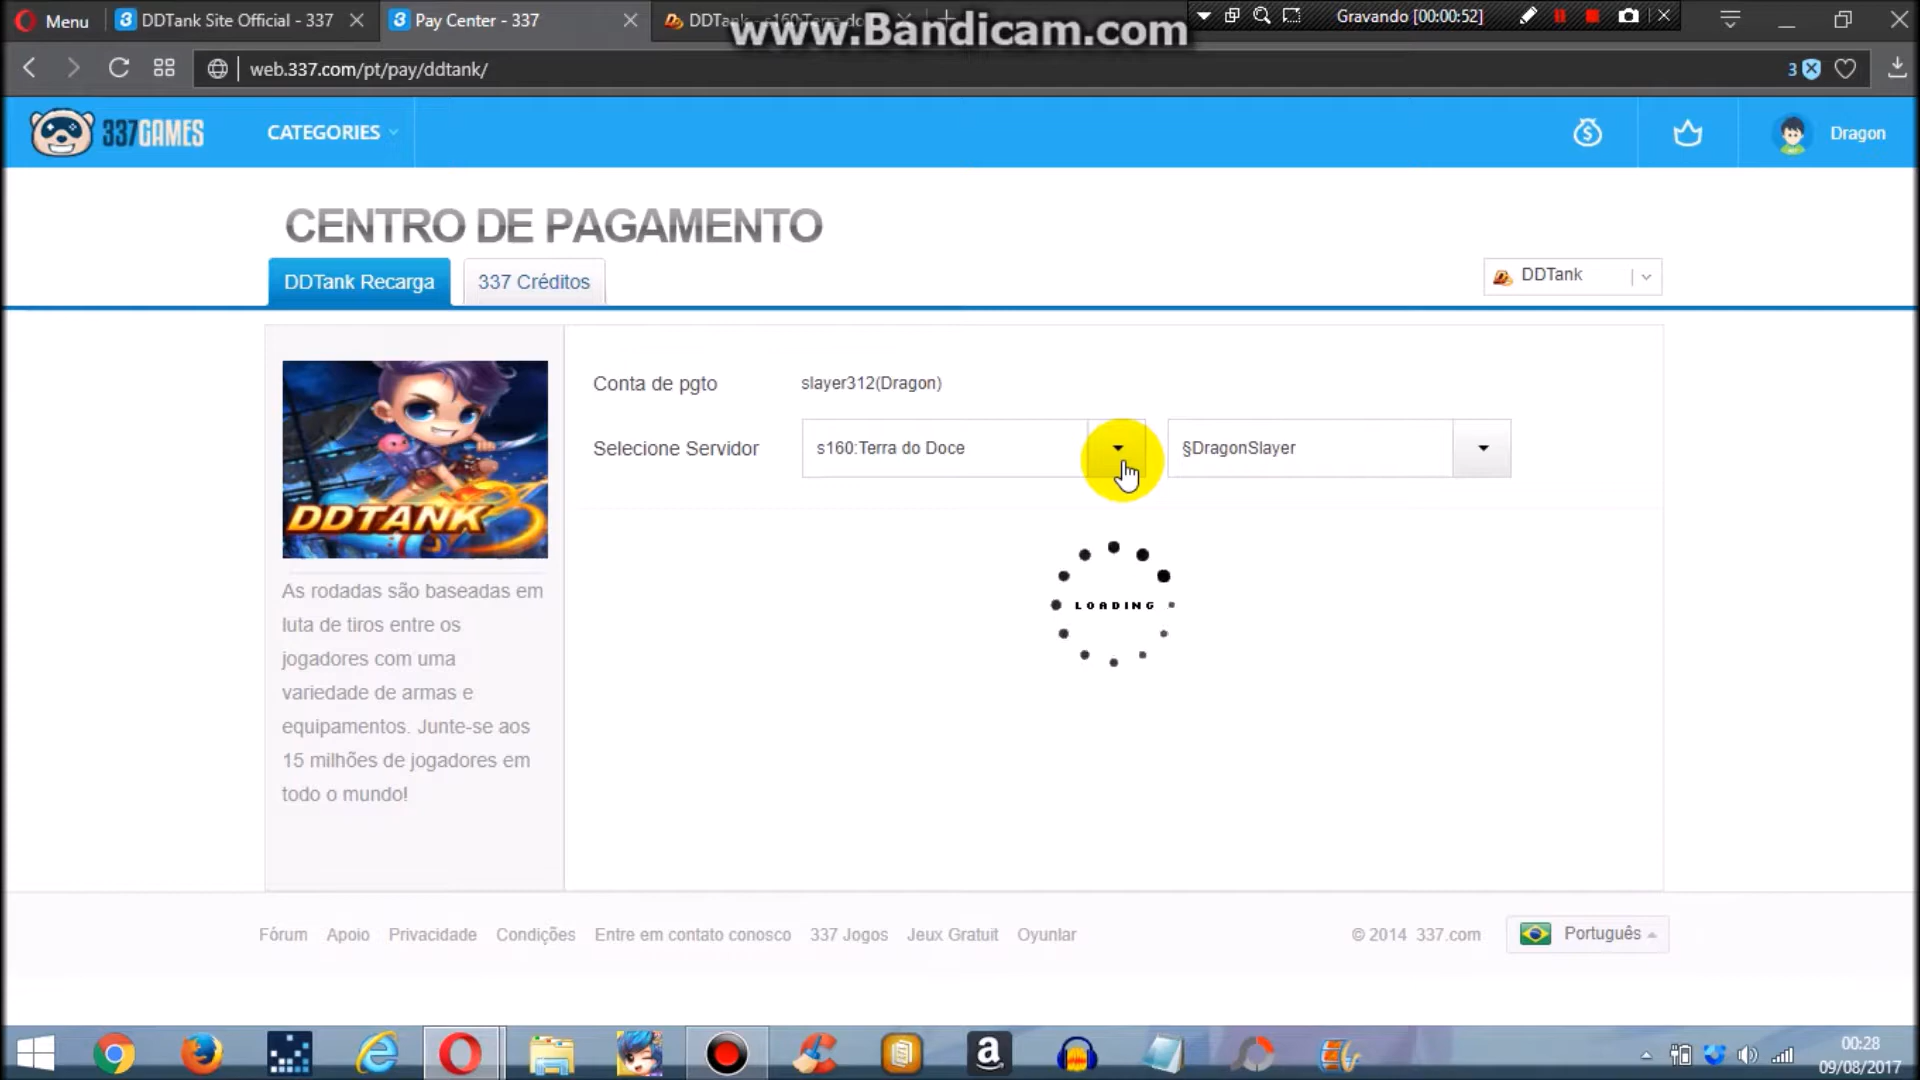 www.Bandicam.com
Menu
DDTank Site Official - 337
Pay Center - 337
Gravando [00:00:52]
web.337.com/pt/pay/ddtank/
3
337GAMES
CATEGORIES
Dragon
CENTRO DE PAGAMENTO
DDTank Recarga
337 Créditos
DDTank
Conta de pgto
slayer312(Dragon)
Selecione Servidor
s160:Terra do Doce
§DragonSlayer
DDTANK
LOADING
As rodadas são baseadas em
luta de tiros entre os
jogadores com uma
variedade de armas e
equipamentos. Junte-se aos
15 milhões de jogadores em
todo o mundo!
Fórum
Apoio
Privacidade
Condições
Entre em contato conosco
337 Jogos
Jeux Gratuit
Oyunlar
© 2014 337.com
Português
00:28
09/08/2017